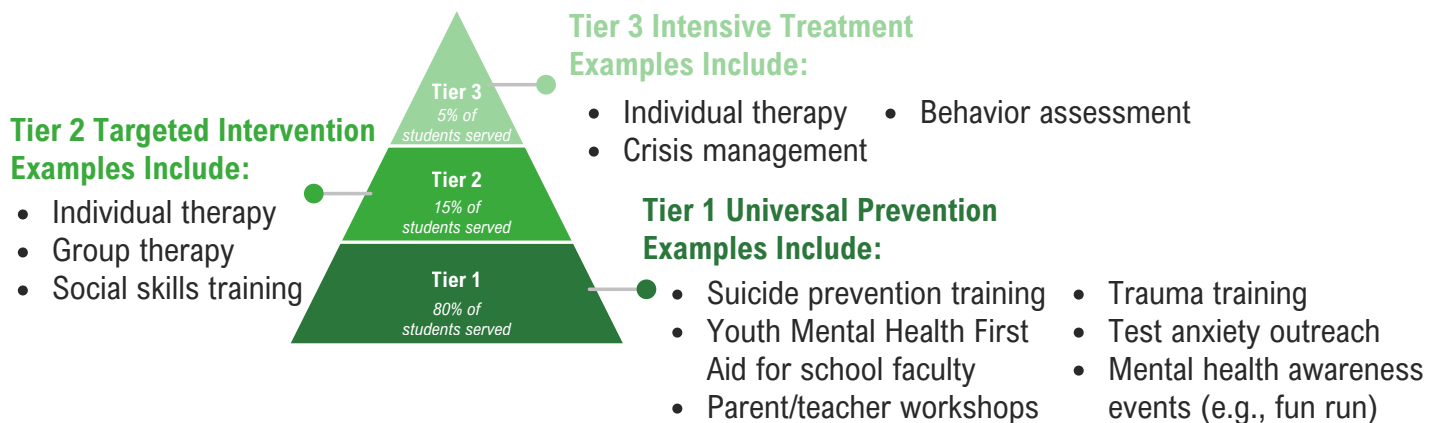 Tier 3 Intensive Treatment
Examples Include:
• Individual therapy
• Crisis management
• Behavior assessment
Tier 3
5% of
students served
Tier 2 Targeted Intervention
Examples Include:
• Individual therapy
• Group therapy
• Social skills training
Tier 2
15% of
students served
Tier 1 Universal Prevention
Examples Include:
• Suicide prevention training
• Youth Mental Health First
Aid for school faculty
• Parent/teacher workshops
• Trauma training
• Test anxiety outreach
• Mental health awareness
events (e.g., fun run)
Tier 1
80% of
students served